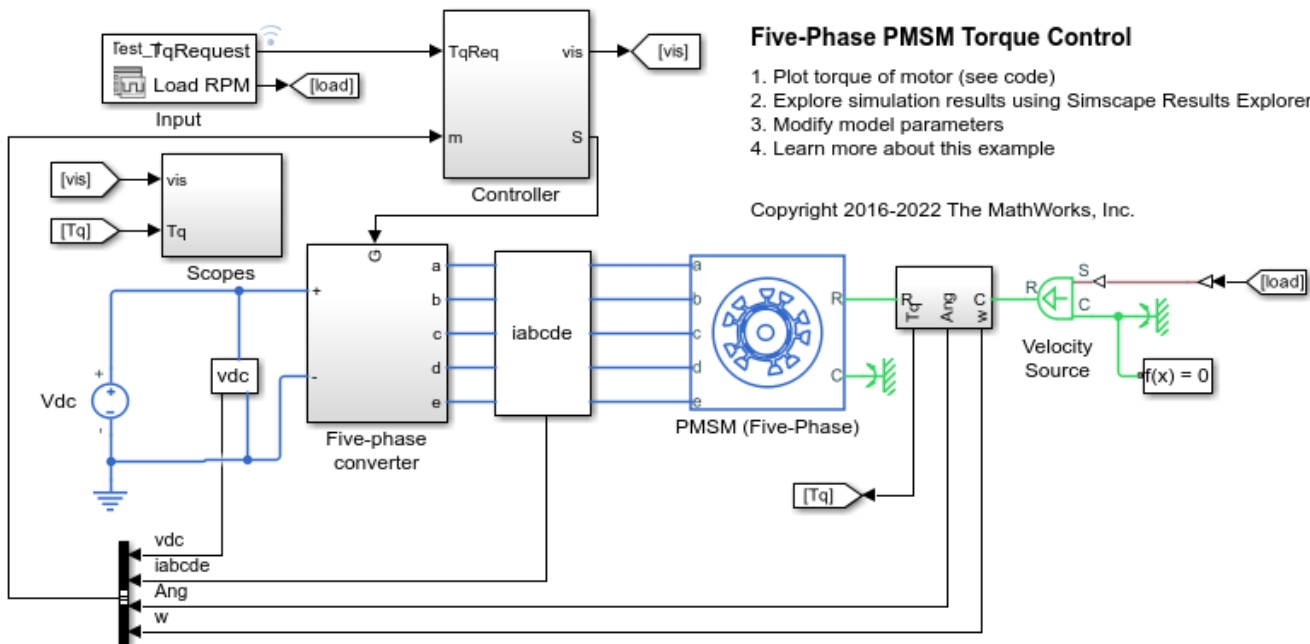 Five-Phase PMSM Torque Control
1. Plot torque of motor (see code)
2. Explore simulation results using Simscape Results Explorer
3. Modify model parameters
4. Learn more about this example
Copyright 2016-2022 The MathWorks, Inc.
Test_TqRequest
Load RPM
Input
[load]
TqReq
vis
m
S
Controller
[vis]
[vis]
vis
[Tq]
Tq
Scopes
G
+
-
a
b
c
d
e
Five-phase
converter
iabcde
a
b
c
d
e
R
C
PMSM (Five-Phase)
R
Tq
Ang
C
w
R
S
C
Velocity
Source
[load]
f(x) = 0
+
Vdc
-
vdc
[Tq]
vdc
iabcde
Ang
w